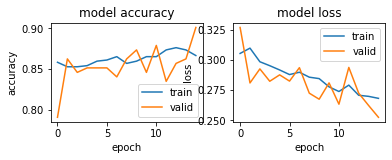 model accuracy
0.90
0.85
0.80
accuracy
train
valid
0
5
10
epoch
model loss
0.325
0.300
0.275
0.250
loss
train
valid
0
5
10
epoch